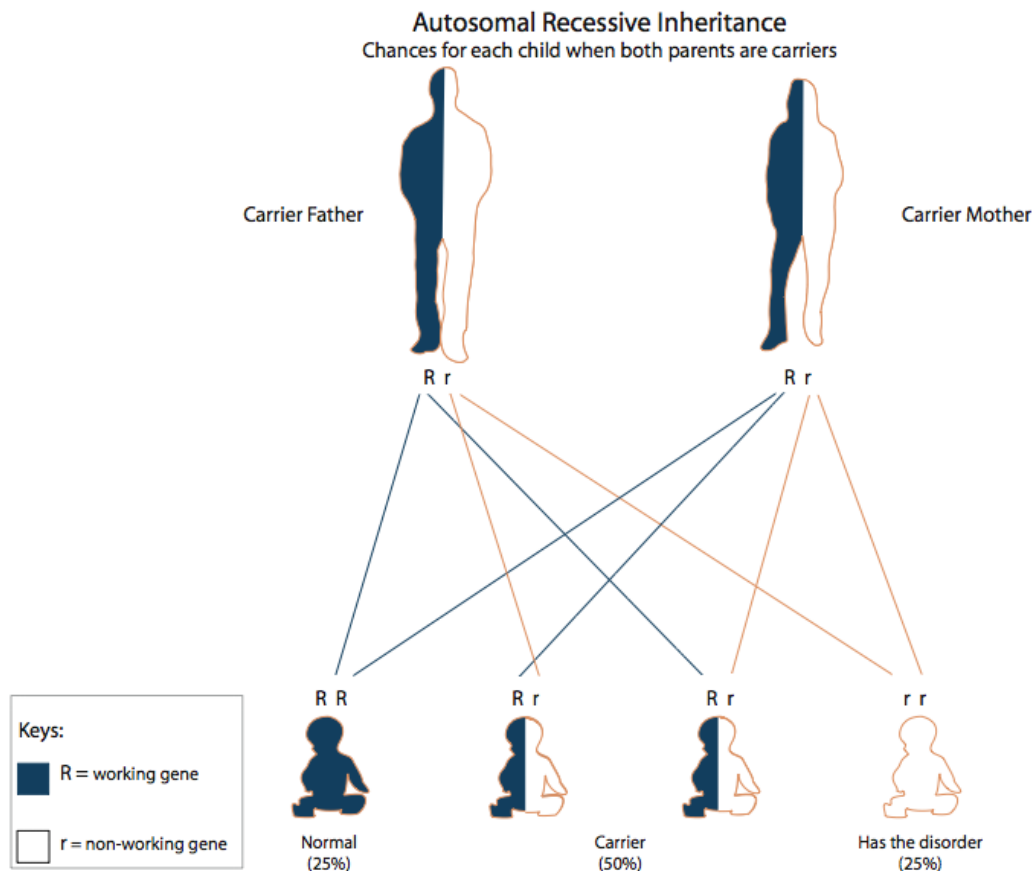 Autosomal Recessive Inheritance
Chances for each child when both parents are carriers
Carrier Father
Carrier Mother
R r
R r
R R
R r
R r
r r
Keys:
R = working gene
r = non-working gene
Normal
(25%)
Carrier
(50%)
Has the disorder
(25%)